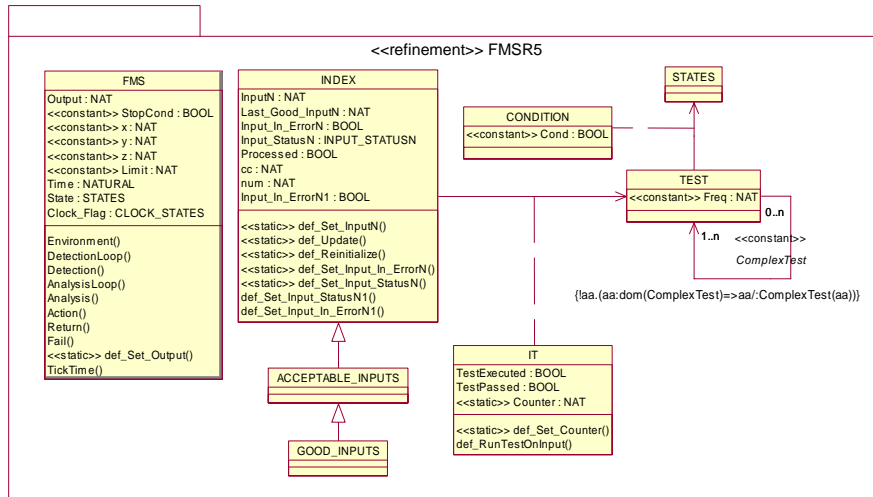 <<refinement>> FMSR5
FMS
Output : NAT
<<constant>> StopCond : BOOL
<<constant>> x : NAT
<<constant>> y : NAT
<<constant>> z : NAT
<<constant>> Limit : NAT
Time : NATURAL
State : STATES
Clock_Flag : CLOCK_STATES
Environment()
DetectionLoop()
Detection()
AnalysisLoop()
Analysis()
Action()
Return()
Fail()
<<static>> def_Set_Output()
TickTime()
INDEX
InputN : NAT
Last_Good_InputN : NAT
Input_In_ErrorN : BOOL
Input_StatusN : INPUT_STATUSN
Processed : BOOL
cc : NAT
num : NAT
Input_In_ErrorN1 : BOOL
<<static>> def_Set_InputN()
<<static>> def_Update()
<<static>> def_Reinitialize()
<<static>> def_Set_Input_In_ErrorN()
<<static>> def_Set_Input_StatusN()
def_Set_Input_StatusN1()
def_Set_Input_In_ErrorN1()
ACCEPTABLE_INPUTS
GOOD_INPUTS
STATES
CONDITION
<<constant>> Cond : BOOL
TEST
<<constant>> Freq : NAT
0..n
1..n
<<constant>>
ComplexTest
{!aa.(aa:dom(ComplexTest)=>aa/:ComplexTest(aa))}
IT
TestExecuted : BOOL
TestPassed : BOOL
<<static>> Counter : NAT
<<static>> def_Set_Counter()
def_RunTestOnInput()